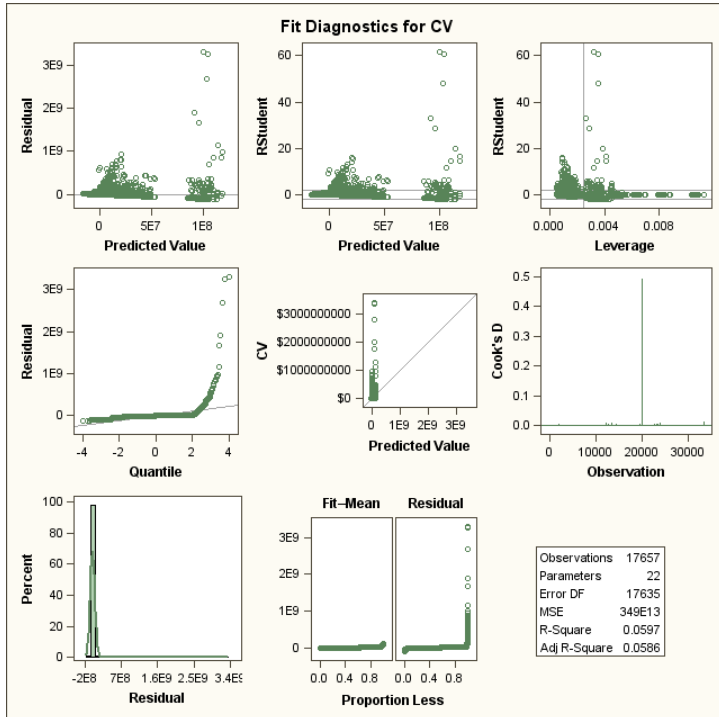 Fit Diagnostics for CV
3E9
2E9
1E9
0
Residual
0 5E7 1E8
Predicted Value
60
40
20
0
RStudent
0 5E7 1E8
Predicted Value
60
40
20
0
RStudent
0.000 0.004 0.008
Leverage
3E9
2E9
1E9
0
Residual
-4 -2 0 2 4
Quantile
$3000000000
$2000000000
$1000000000
$0
CV
0 1E9 2E9 3E9
Predicted Value
0.5
0.4
0.3
0.2
0.1
0.0
Cook's D
0 10000 20000 30000
Observation
100
80
60
40
20
0
Percent
-2E8 7E8 1.6E9 2.5E9 3.4E9
Residual
Fit–Mean Residual
3E9
2E9
1E9
0
0.0 0.4 0.8 0.0 0.4 0.8
Proportion Less
Observations 17657
Parameters 22
Error DF 17635
MSE 349E13
R-Square 0.0597
Adj R-Square 0.0586